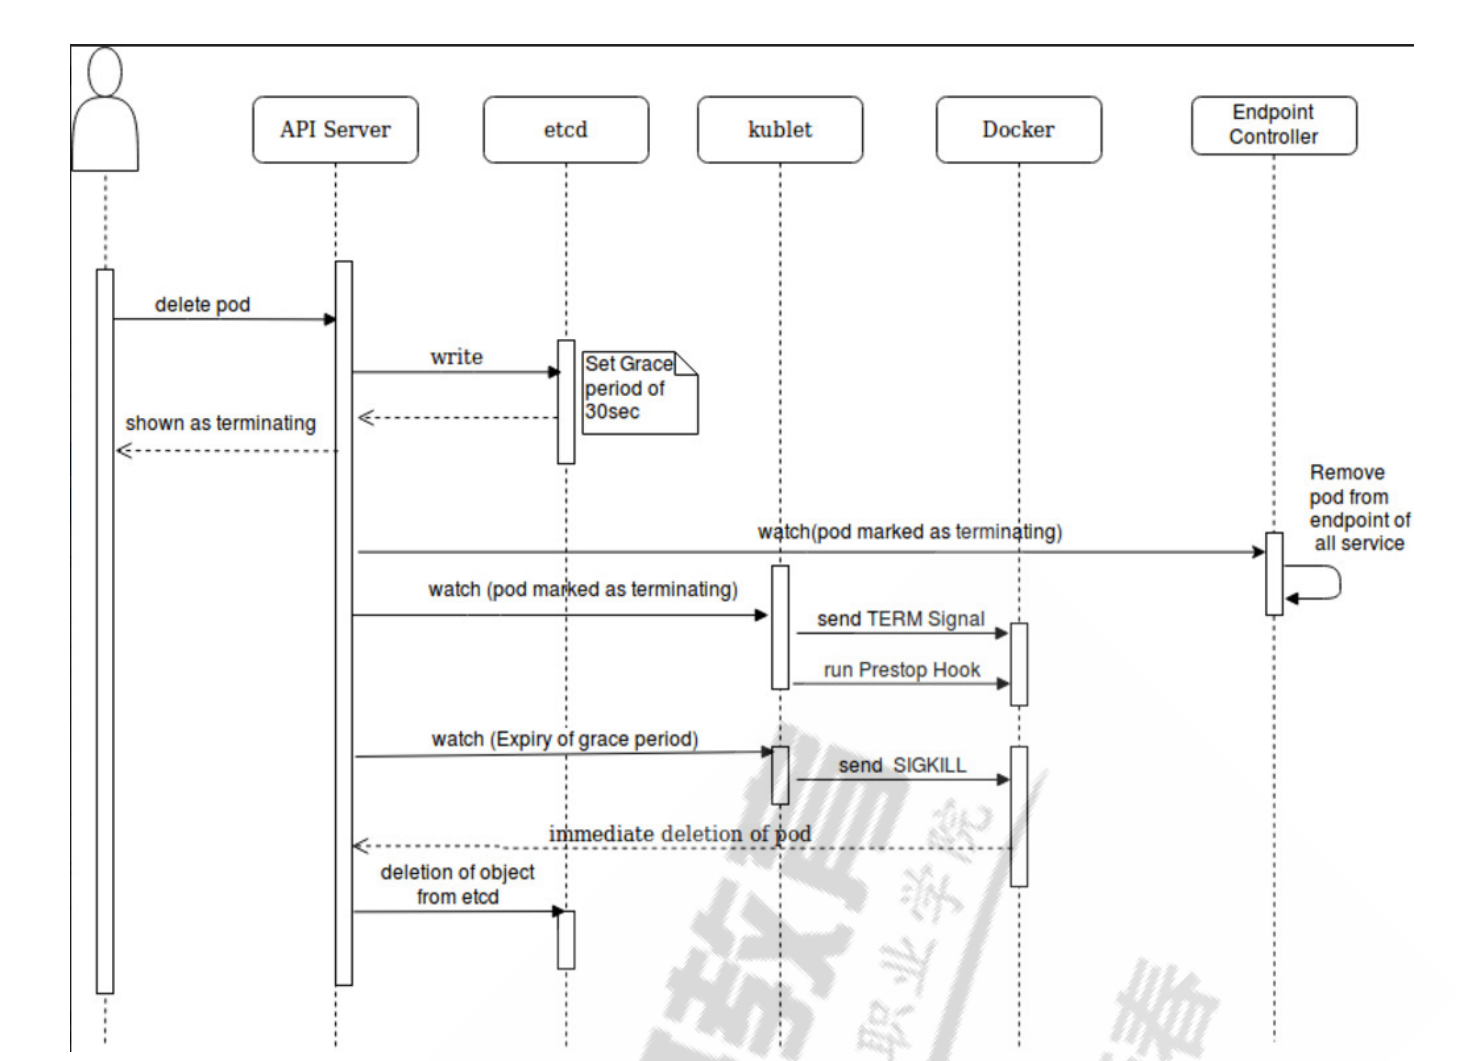 API Server
etcd
kublet
Docker
Endpoint
Controller
delete pod
write
Set Grace
period of
30sec
shown as terminating
Remove
pod from
endpoint of
all service
watch(pod marked as terminating)
watch (pod marked as terminating)
send TERM Signal
run Prestop Hook
watch (Expiry of grace period)
send SIGKILL
immediate deletion of pod
deletion of object
from etcd
教育
职业学院
春